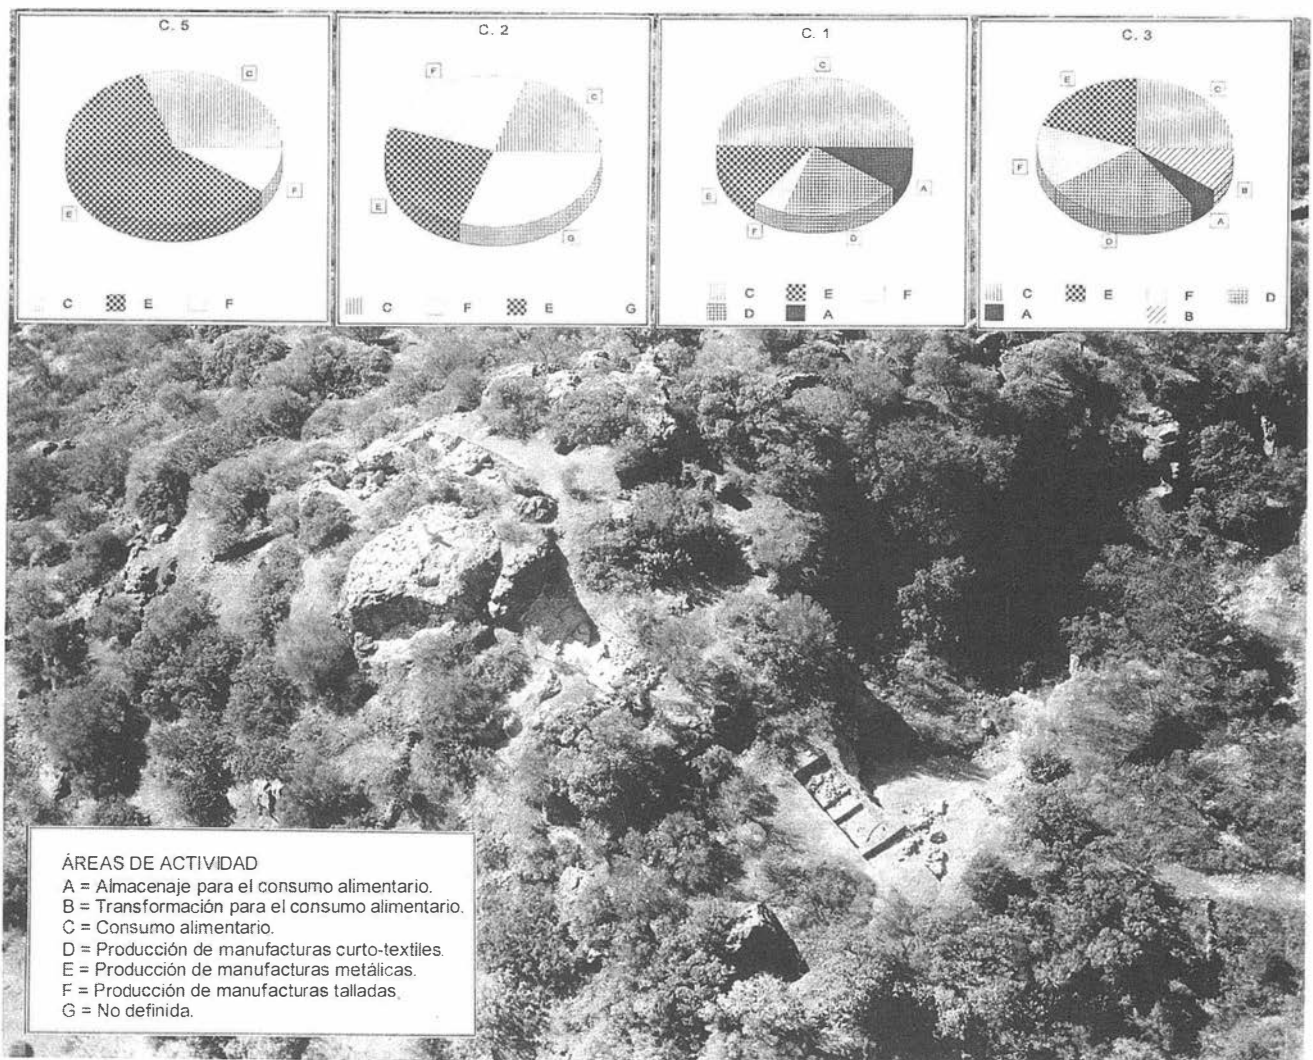 C. 5
C
F
E
C E F
C. 2
F
C
E
G
C F E G
C. 1
C
A
E
F
D
C E F
D A
C. 3
E
C
F
B
A
D
C E F D
A B
ÁREAS DE ACTIVIDAD
A = Almacenaje para el consumo alimentario.
B = Transformación para el consumo alimentario.
C = Consumo alimentario.
D = Producción de manufacturas curto-textiles.
E = Producción de manufacturas metálicas.
F = Producción de manufacturas talladas.
G = No definida.